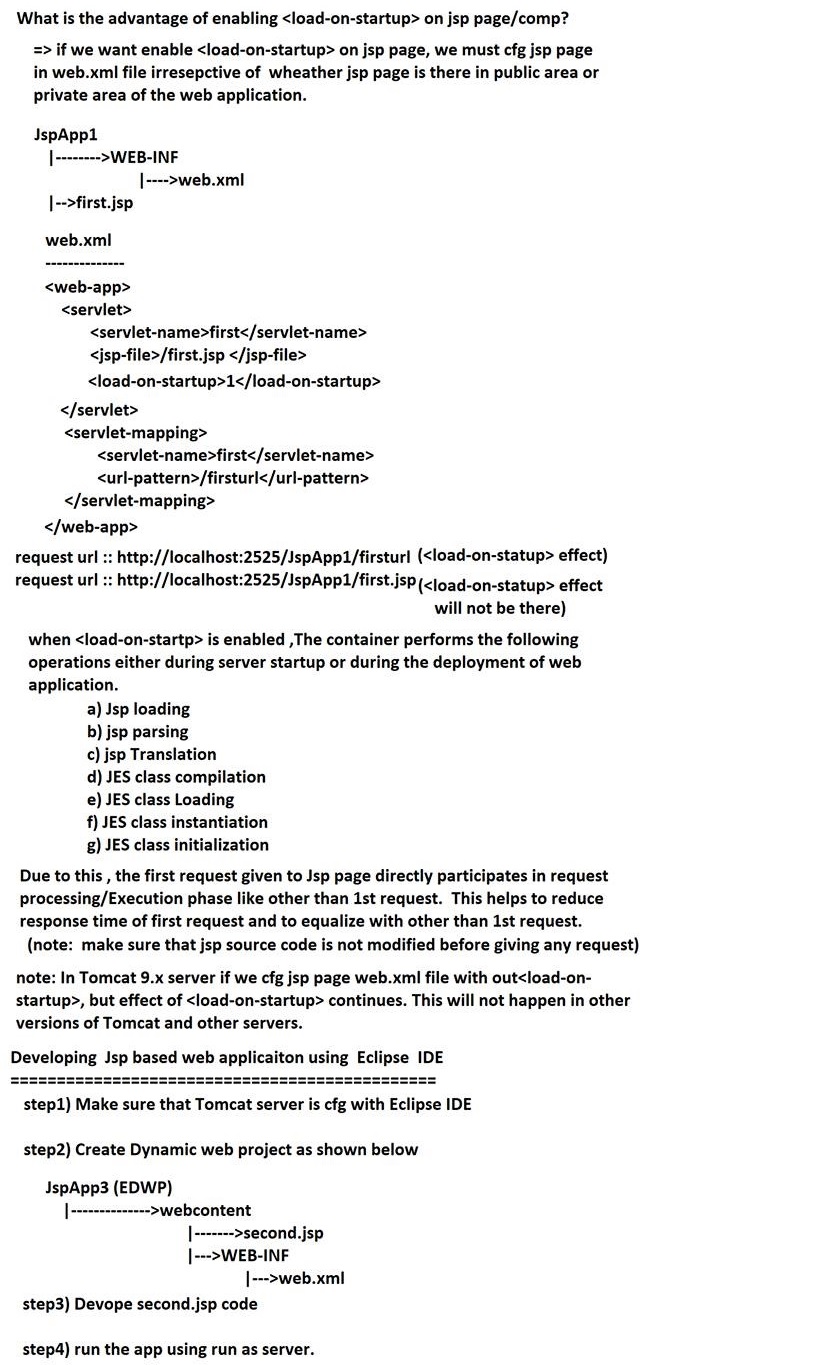 What is the advantage of enabling <load-on-startup> on jsp page/comp?
=> if we want enable <load-on-startup> on jsp page, we must cfg jsp page
in web.xml file irresepctive of wheather jsp page is there in public area or
private area of the web application.
JspApp1
|-------->WEB-INF
|---->web.xml
|-->first.jsp
web.xml
--------------
<web-app>
<servlet>
<servlet-name>first</servlet-name>
<jsp-file>/first.jsp </jsp-file>
<load-on-startup>1</load-on-startup>
</servlet>
<servlet-mapping>
<servlet-name>first</servlet-name>
<url-pattern>/firsturl</url-pattern>
</servlet-mapping>
</web-app>
request url :: http://localhost:2525/JspApp1/firsturl (<load-on-statup> effect)
request url :: http://localhost:2525/JspApp1/first.jsp (<load-on-statup> effect
will not be there)
when <load-on-startp> is enabled ,The container performs the following
operations either during server startup or during the deployment of web
application.
a) Jsp loading
b) jsp parsing
c) jsp Translation
d) JES class compilation
e) JES class Loading
f) JES class instantiation
g) JES class initialization
Due to this , the first request given to Jsp page directly participates in request
processing/Execution phase like other than 1st request. This helps to reduce
response time of first request and to equalize with other than 1st request.
(note: make sure that jsp source code is not modified before giving any request)
note: In Tomcat 9.x server if we cfg jsp page web.xml file with out<load-on-
startup>, but effect of <load-on-startup> continues. This will not happen in other
versions of Tomcat and other servers.
Developing Jsp based web applicaiton using Eclipse IDE
==============================================
step1) Make sure that Tomcat server is cfg with Eclipse IDE
step2) Create Dynamic web project as shown below
JspApp3 (EDWP)
|-------------->webcontent
|------->second.jsp
|--->WEB-INF
|--->web.xml
step3) Devope second.jsp code
step4) run the app using run as server.